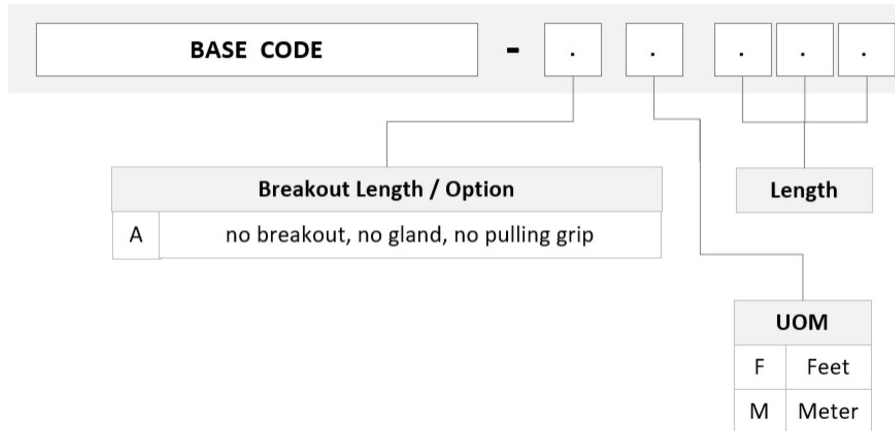 BASE CODE - . . . . .
Breakout Length / Option
A no breakout, no gland, no pulling grip
Length
UOM
F Feet
M Meter